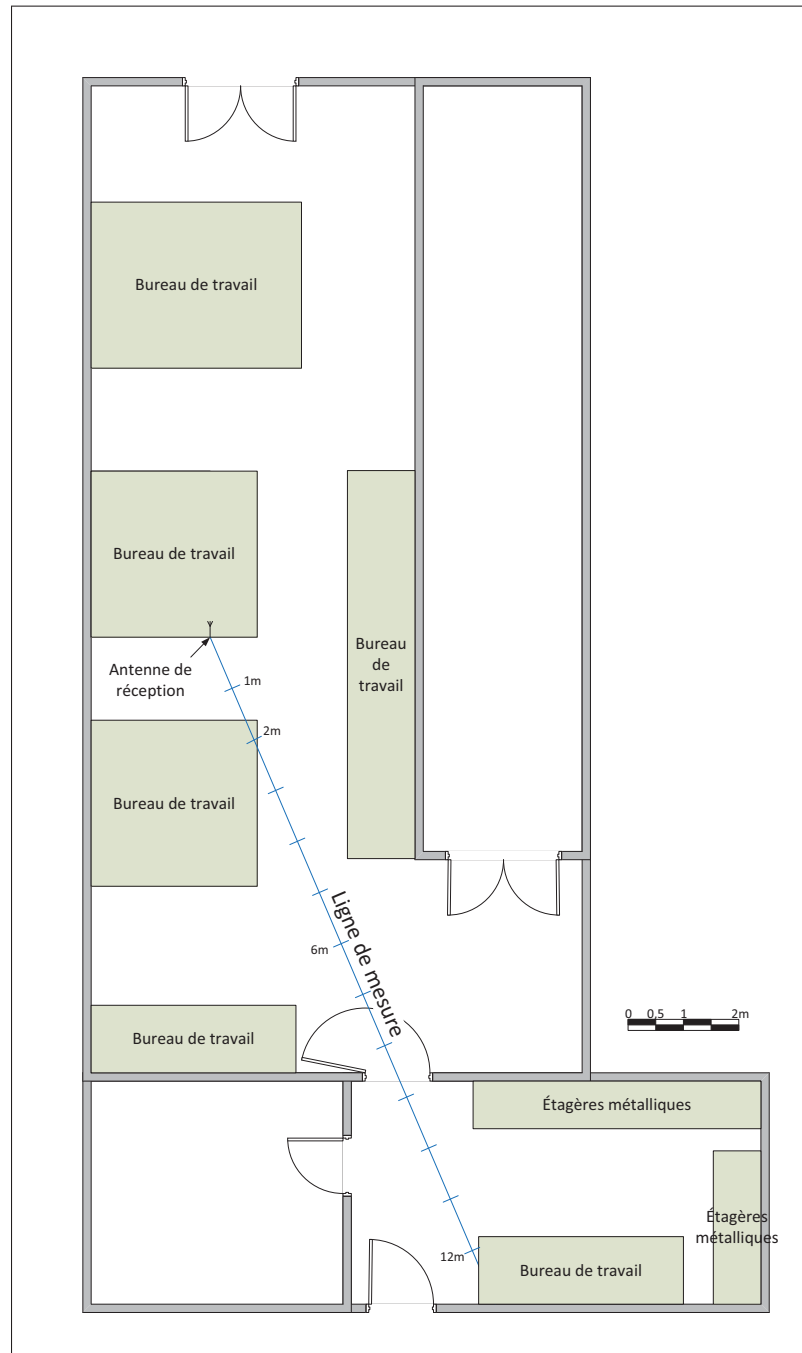 Bureau de travail
Bureau de travail
Bureau
de
travail
Antenne de
réception
1m
2m
Bureau de travail
Ligne de mesure
6m
0 0,5 1 2m
Bureau de travail
Étagères métalliques
Étagères
métalliques
12m
Bureau de travail